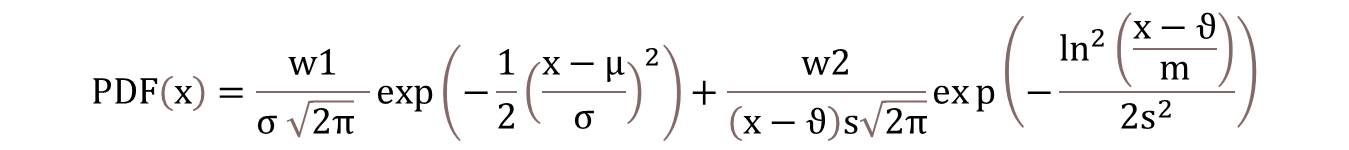 PDF(x) = w1/(σ √(2π)) exp(−1/2((x − μ)/σ)²) + w2/((x − ϑ)s√(2π)) exp(−ln²((x − ϑ)/m)/(2s²))